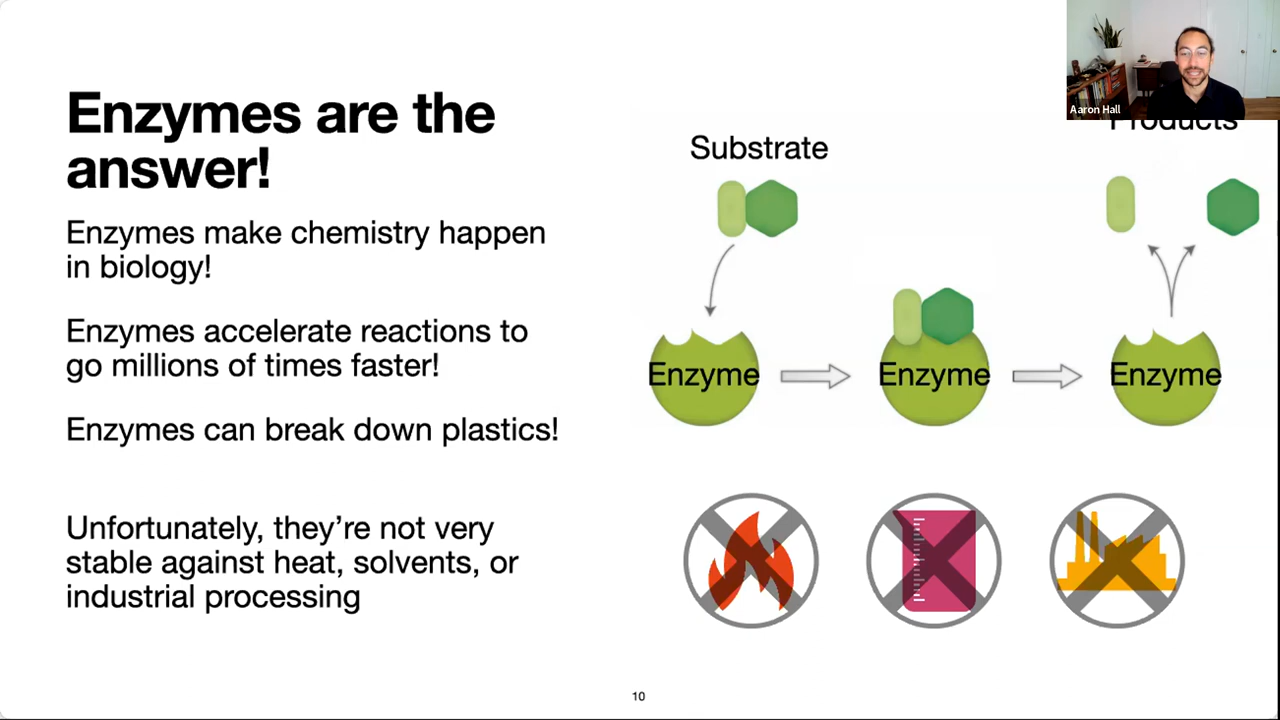 Enzymes are the
answer!
Enzymes make chemistry happen
in biology!
Enzymes accelerate reactions to
go millions of times faster!
Enzymes can break down plastics!
Unfortunately, they’re not very
stable against heat, solvents, or
industrial processing
Aaron Hall
Products
Substrate
Enzyme
Enzyme
Enzyme
10